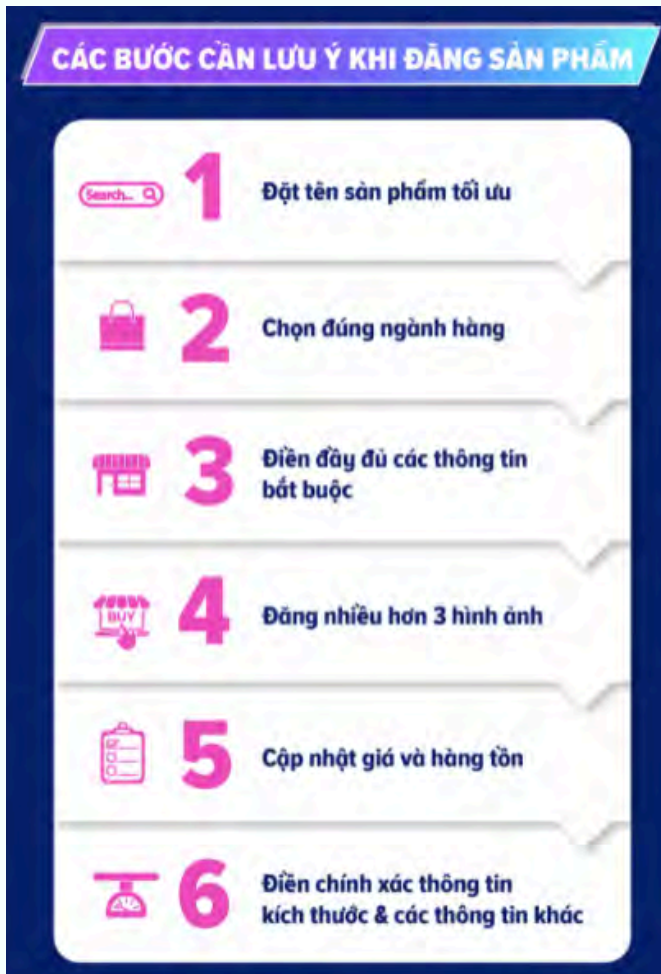 CÁC BƯỚC CẦN LƯU Ý KHI ĐĂNG SẢN PHẨM
Search...
1
Đặt tên sản phẩm tối ưu
2
Chọn đúng ngành hàng
3
Điền đầy đủ các thông tin
bắt buộc
BUY
4
Đăng nhiều hơn 3 hình ảnh
5
Cập nhật giá và hàng tồn
6
Điền chính xác thông tin
kích thước & các thông tin khác